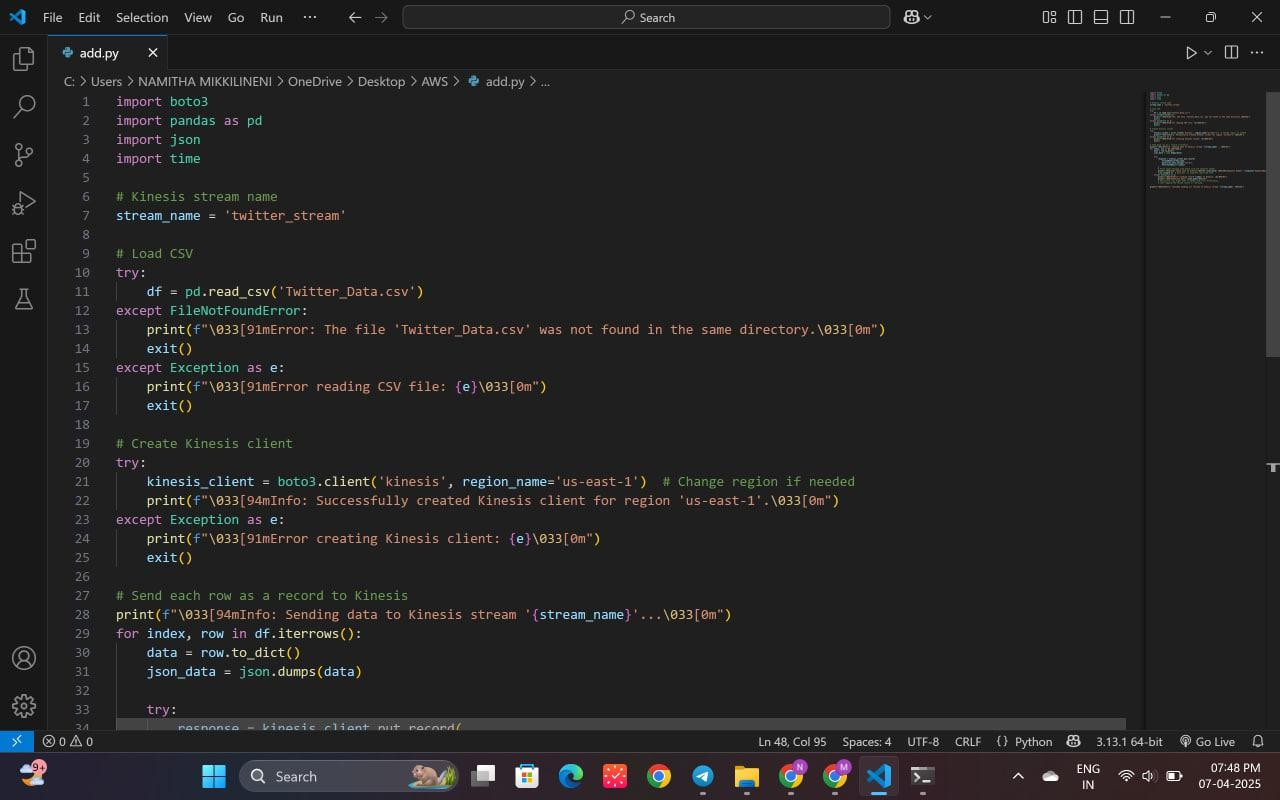 File Edit Selection View Go Run ··· Search
add.py
C: > Users > NAMITHA MIKKILINENI > OneDrive > Desktop > AWS > add.py > ...
1 import boto3
2 import pandas as pd
3 import json
4 import time
5
6 # Kinesis stream name
7 stream_name = 'twitter_stream'
8
9 # Load CSV
10 try:
11     df = pd.read_csv('Twitter_Data.csv')
12 except FileNotFoundError:
13     print(f"\033[91mError: The file 'Twitter_Data.csv' was not found in the same directory.\033[0m")
14     exit()
15 except Exception as e:
16     print(f"\033[91mError reading CSV file: {e}\033[0m")
17     exit()
18
19 # Create Kinesis client
20 try:
21     kinesis_client = boto3.client('kinesis', region_name='us-east-1')  # Change region if needed
22     print(f"\033[94mInfo: Successfully created Kinesis client for region 'us-east-1'.\033[0m")
23 except Exception as e:
24     print(f"\033[91mError creating Kinesis client: {e}\033[0m")
25     exit()
26
27 # Send each row as a record to Kinesis
28 print(f"\033[94mInfo: Sending data to Kinesis stream '{stream_name}'...\033[0m")
29 for index, row in df.iterrows():
30     data = row.to_dict()
31     json_data = json.dumps(data)
32
33     try:
34         response = kinesis_client.put_record(
0 0 Ln 48, Col 95 Spaces: 4 UTF-8 CRLF {} Python 3.13.1 64-bit Go Live
9+ Search N M ENG
IN
07:48 PM
07-04-2025